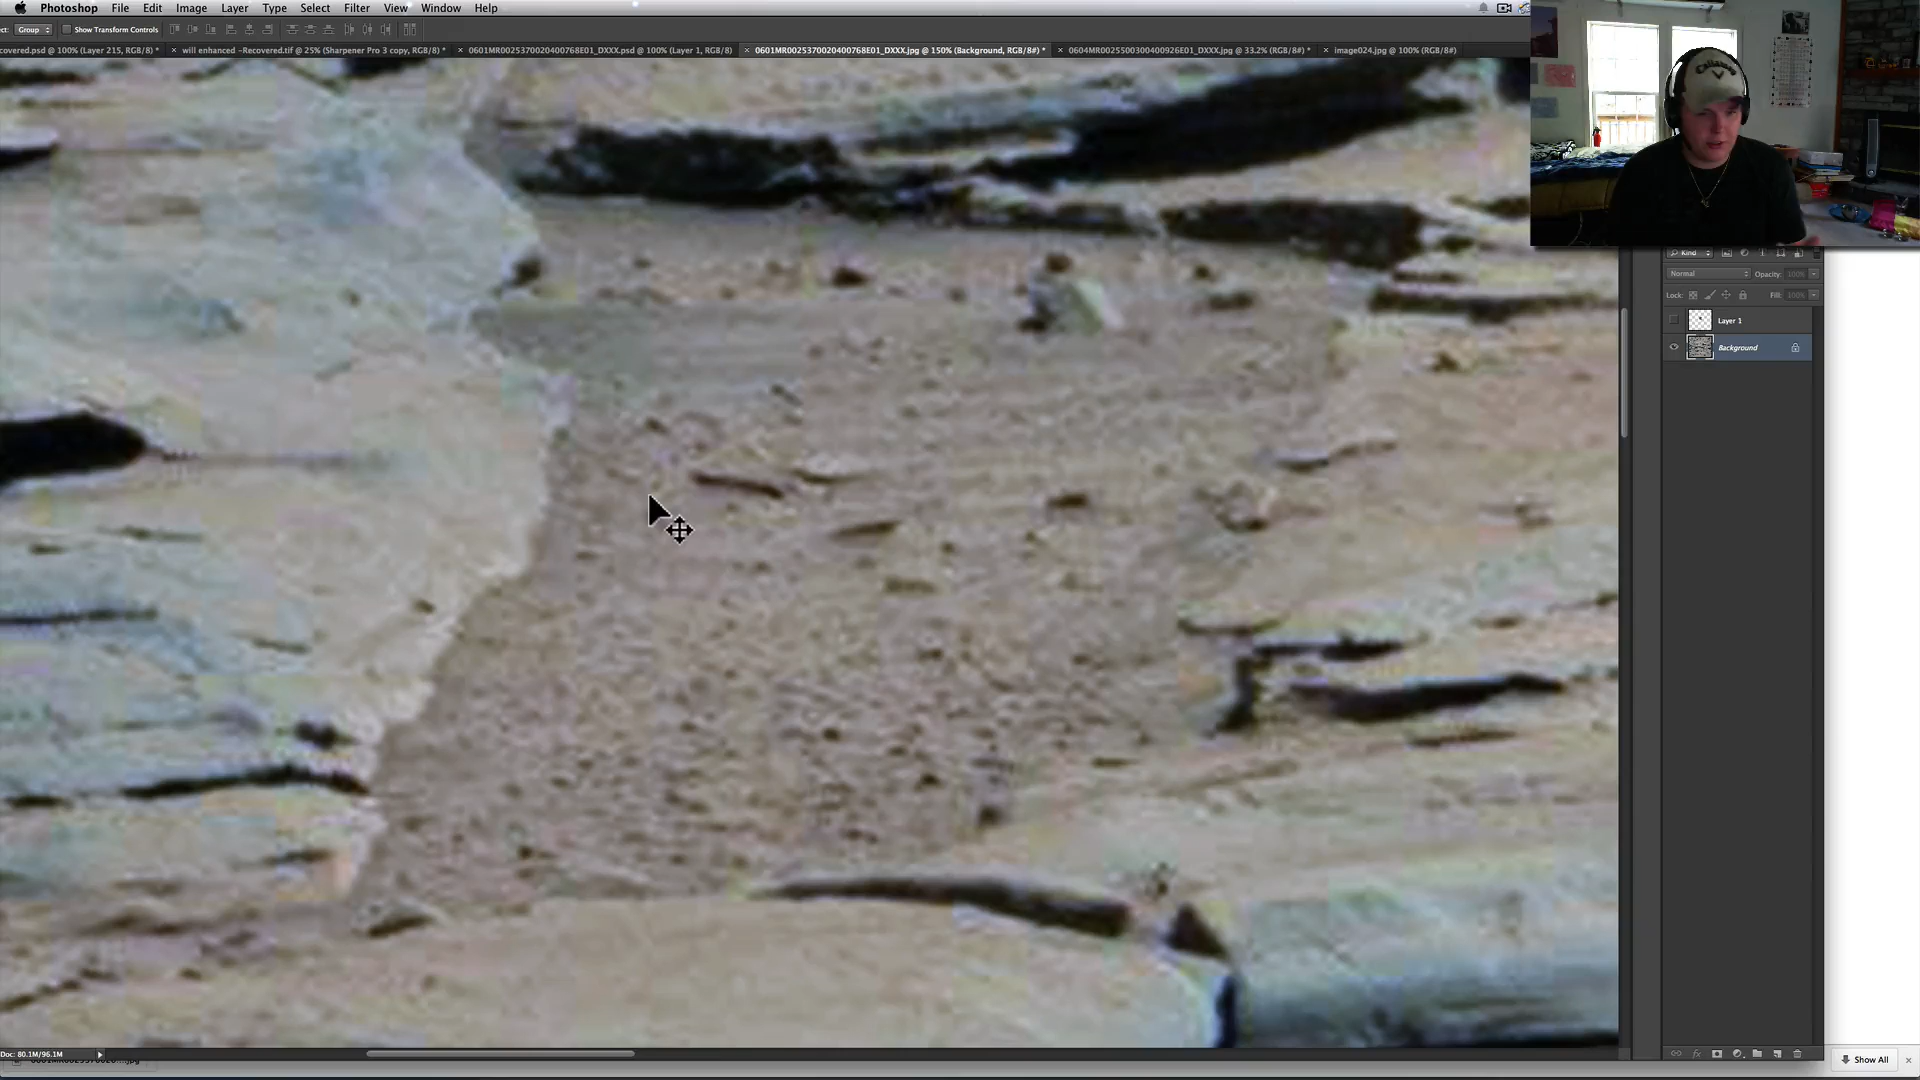 Photoshop File Edit Image Layer Type Select Filter View Window Help
Group Show Transform Controls
covered.psd @ 100% (Layer 215, RGB/8) * × will enhanced -Recovered.tif @ 25% (Sharpener Pro 3 copy, RGB/8) * × 0601MR0025370020400768E01_DXXX.psd @ 100% (Layer 1, RGB/8) × 0601MR0025370020400768E01_DXXX.jpg @ 150% (Background, RGB/8#) * × 0604MR0025500300400926E01_DXXX.jpg @ 33.2% (RGB/8#) * × image024.jpg @ 100% (RGB/8#)
Callaway
Kind
Normal Opacity: 100%
Lock: Fill: 100%
Layer 1
Background
Doc: 80.1M/96.1M
Show All ×